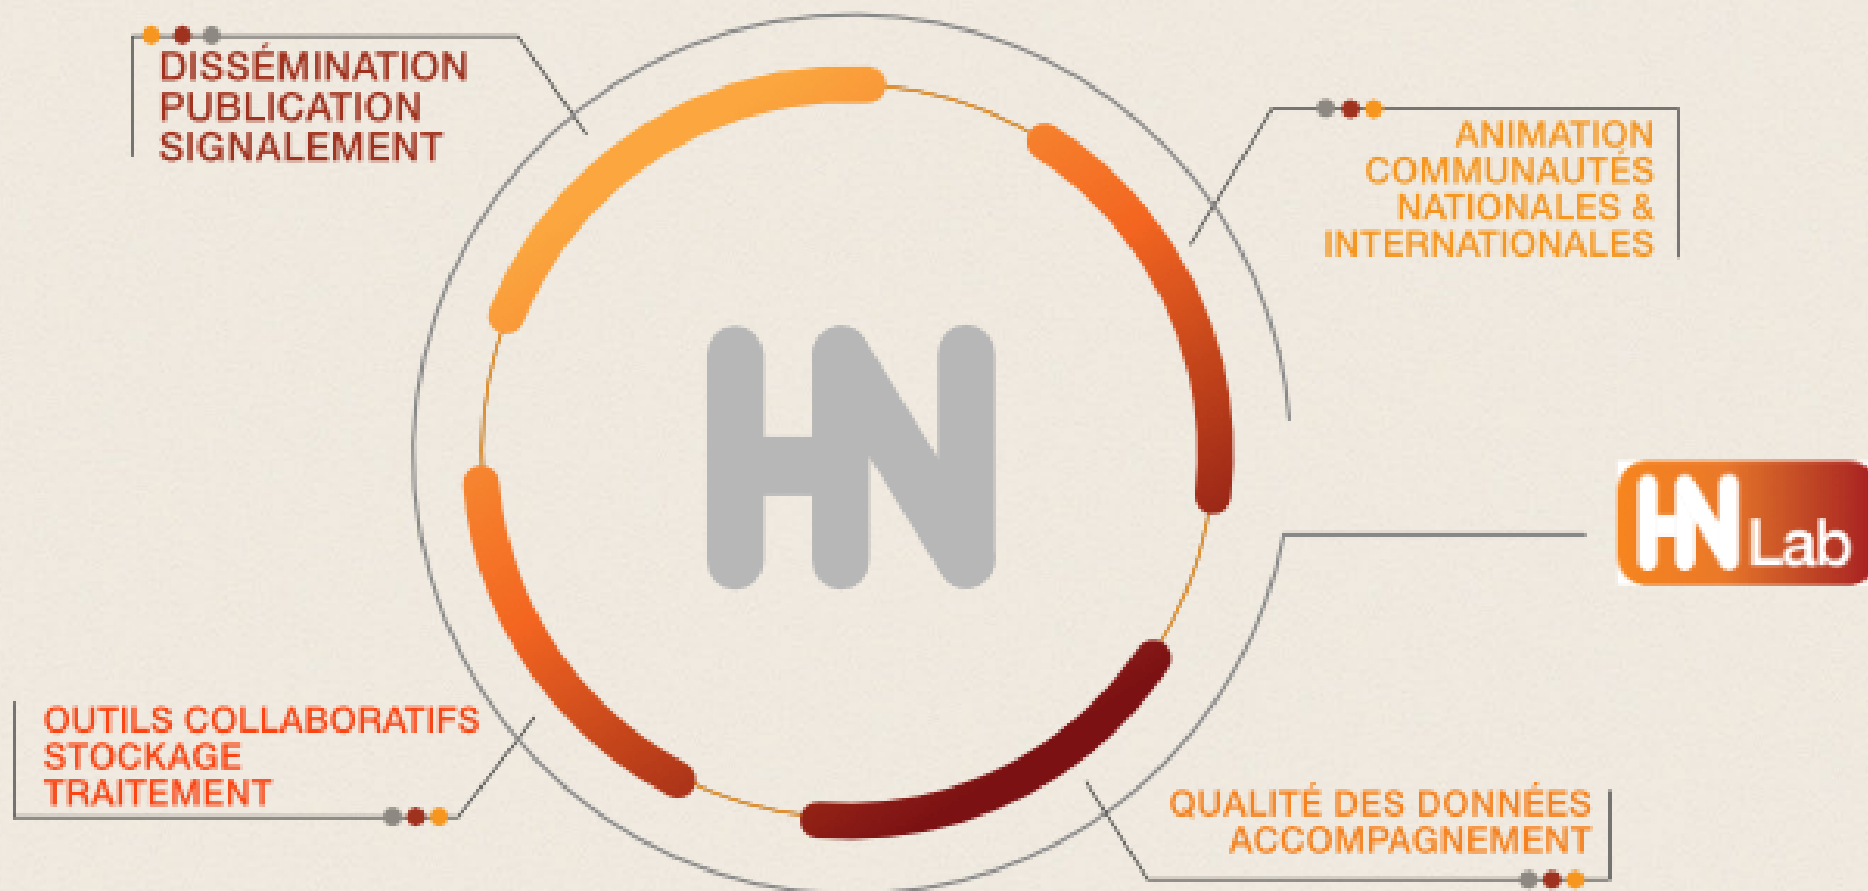 DISSÉMINATION
PUBLICATION
SIGNALEMENT
ANIMATION
COMMUNAUTÉS
NATIONALES &
INTERNATIONALES
HN
HN Lab
OUTILS COLLABORATIFS
STOCKAGE
TRAITEMENT
QUALITÉ DES DONNÉES
ACCOMPAGNEMENT